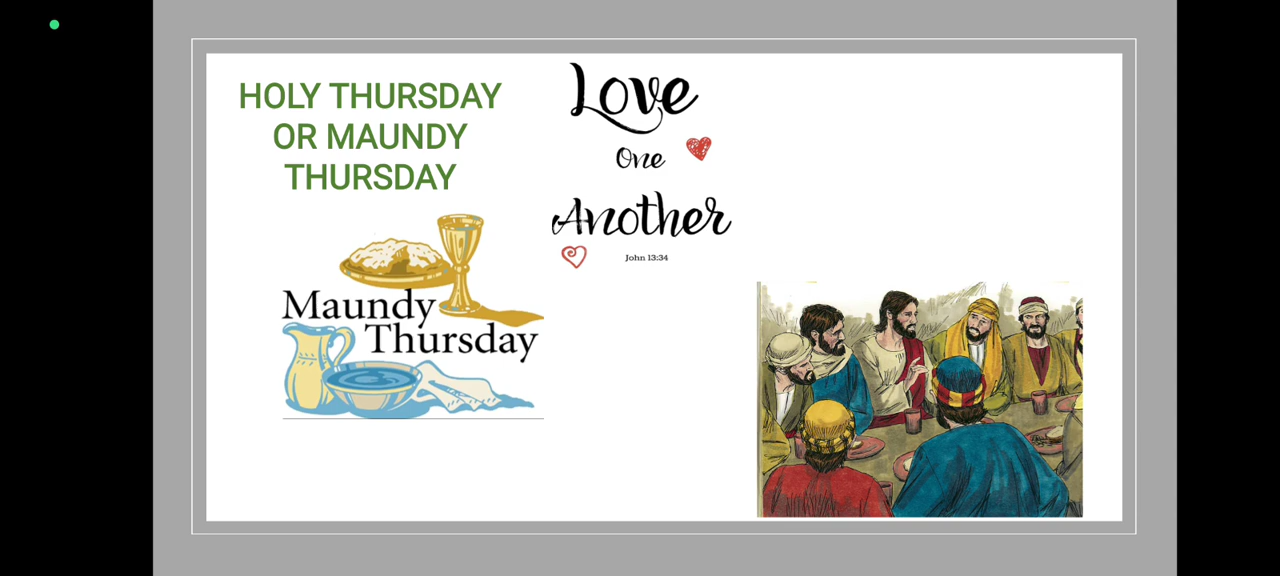 HOLY THURSDAY
OR MAUNDY
THURSDAY
Maundy
Thursday
Love
One
Another
John 13:34